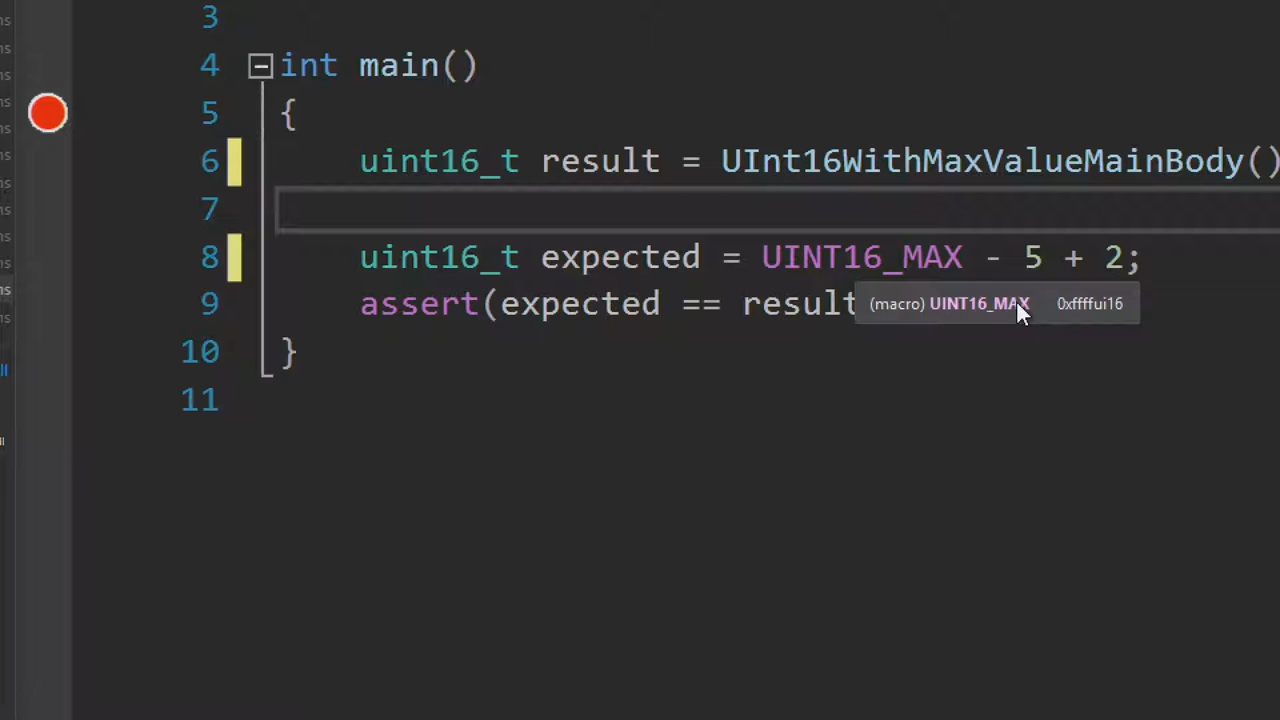 3
4 int main()
5 {
6 uint16_t result = UInt16WithMaxValueMainBody()
7
8 uint16_t expected = UINT16_MAX - 5 + 2;
9 assert(expected == result
(macro) UINT16_MAX 0xffffui16
10 }
11